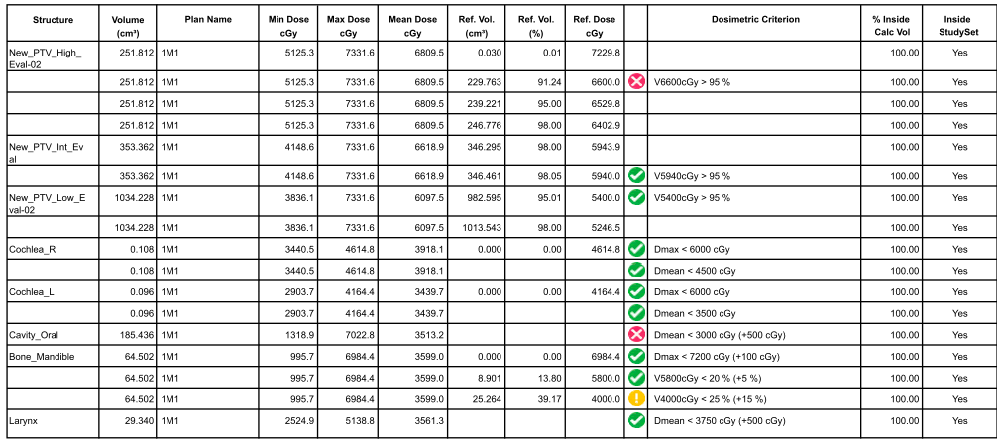 Structure Volume (cm³) Plan Name Min Dose cGy Max Dose cGy Mean Dose cGy Ref. Vol. (cm³) Ref. Vol. (%) Ref. Dose cGy Dosimetric Criterion % Inside Calc Vol Inside StudySet
New_PTV_High_ 251.812 1M1 5125.3 7331.6 6809.5 0.030 0.01 7229.8 100.00 Yes
Eval-02
251.812 1M1 5125.3 7331.6 6809.5 229.763 91.24 6600.0 V6600cGy > 95 % 100.00 Yes
251.812 1M1 5125.3 7331.6 6809.5 239.221 95.00 6529.8 100.00 Yes
251.812 1M1 5125.3 7331.6 6809.5 246.776 98.00 6402.9 100.00 Yes
New_PTV_Int_Ev 353.362 1M1 4148.6 7331.6 6618.9 346.295 98.00 5943.9 100.00 Yes
al
353.362 1M1 4148.6 7331.6 6618.9 346.461 98.05 5940.0 V5940cGy > 95 % 100.00 Yes
New_PTV_Low_E 1034.228 1M1 3836.1 7331.6 6097.5 982.595 95.01 5400.0 V5400cGy > 95 % 100.00 Yes
val-02
1034.228 1M1 3836.1 7331.6 6097.5 1013.543 98.00 5246.5 100.00 Yes
Cochlea_R 0.108 1M1 3440.5 4614.8 3918.1 0.000 0.00 4614.8 Dmax < 6000 cGy 100.00 Yes
0.108 1M1 3440.5 4614.8 3918.1 Dmean < 4500 cGy 100.00 Yes
Cochlea_L 0.096 1M1 2903.7 4164.4 3439.7 0.000 0.00 4164.4 Dmax < 6000 cGy 100.00 Yes
0.096 1M1 2903.7 4164.4 3439.7 Dmean < 3500 cGy 100.00 Yes
Cavity_Oral 185.436 1M1 1318.9 7022.8 3513.2 Dmean < 3000 cGy (+500 cGy) 100.00 Yes
Bone_Mandible 64.502 1M1 995.7 6984.4 3599.0 0.000 0.00 6984.4 Dmax < 7200 cGy (+100 cGy) 100.00 Yes
64.502 1M1 995.7 6984.4 3599.0 8.901 13.80 5800.0 V5800cGy < 20 % (+5 %) 100.00 Yes
64.502 1M1 995.7 6984.4 3599.0 25.264 39.17 4000.0 V4000cGy < 25 % (+15 %) 100.00 Yes
Larynx 29.340 1M1 2524.9 5138.8 3561.3 Dmean < 3750 cGy (+500 cGy) 100.00 Yes